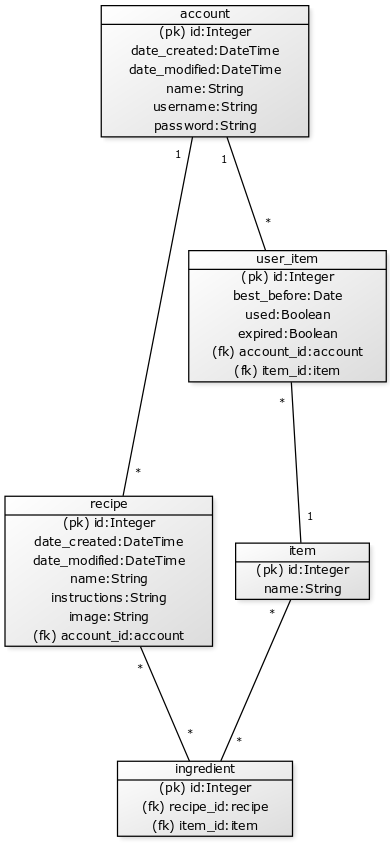 account
(pk) id:Integer
date_created:DateTime
date_modified:DateTime
name:String
username:String
password:String
1
1
*
user_item
(pk) id:Integer
best_before:Date
used:Boolean
expired:Boolean
(fk) account_id:account
(fk) item_id:item
*
*
1
recipe
(pk) id:Integer
date_created:DateTime
date_modified:DateTime
name:String
instructions:String
image:String
(fk) account_id:account
item
(pk) id:Integer
name:String
*
*
*
*
ingredient
(pk) id:Integer
(fk) recipe_id:recipe
(fk) item_id:item